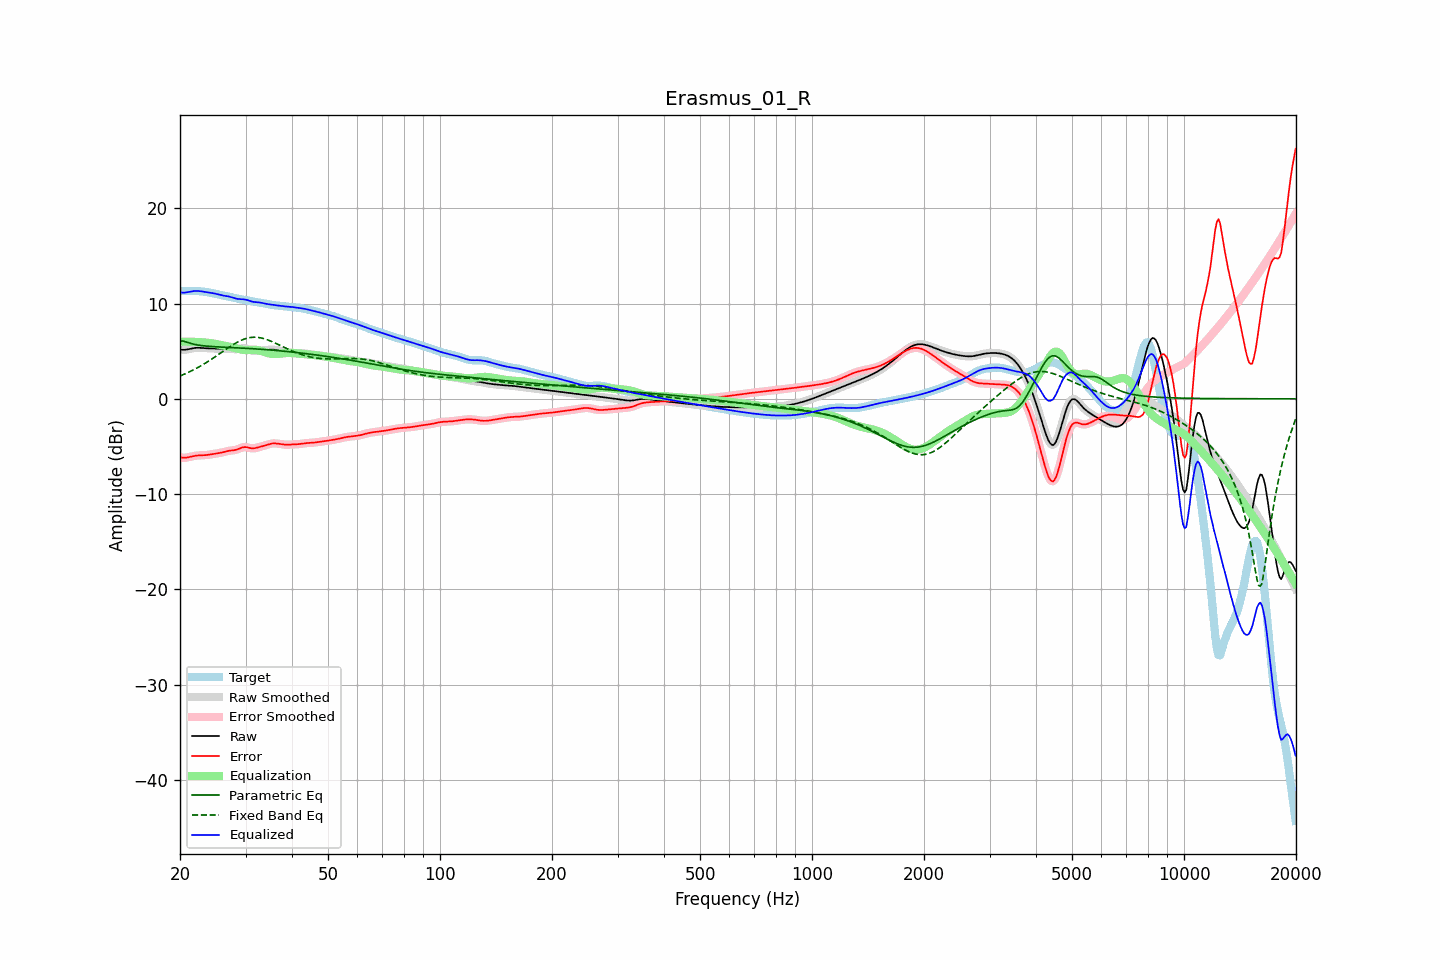 Erasmus_01_R
Amplitude (dBr)
20
10
0
−10
−20
−30
−40
Target
Raw Smoothed
Error Smoothed
Raw
Error
Equalization
Parametric Eq
Fixed Band Eq
Equalized
20 50 100 200 500 1000 2000 5000 10000 20000
Frequency (Hz)